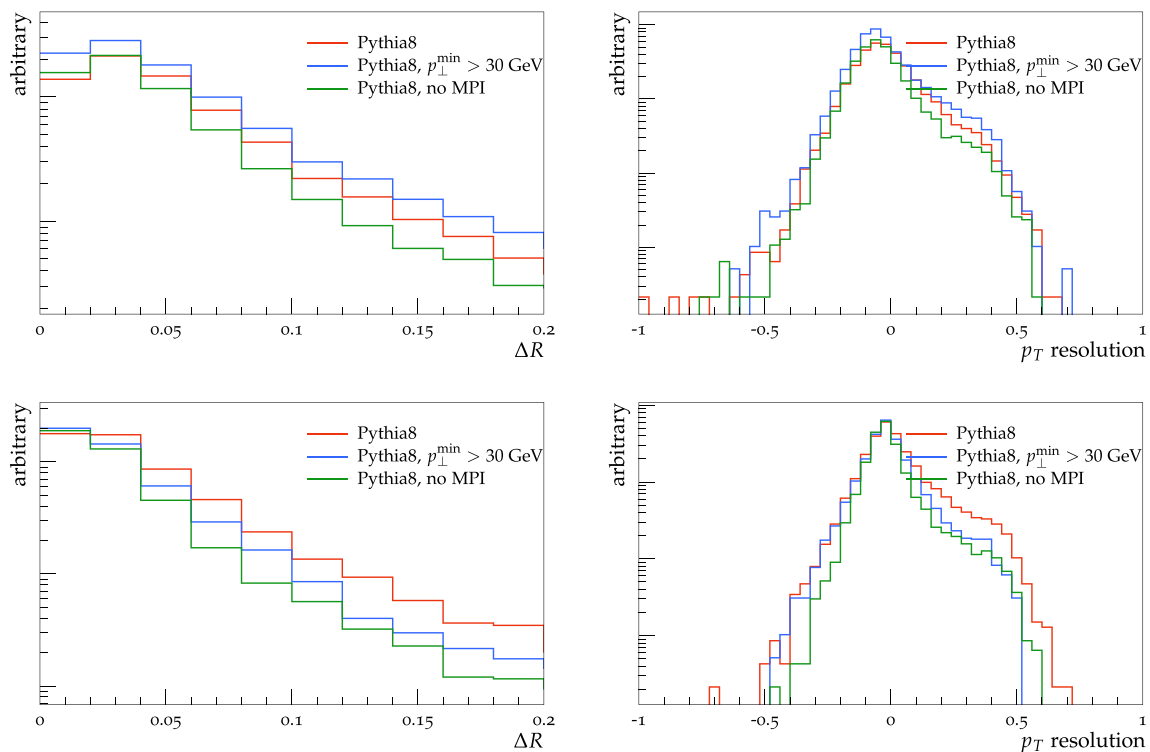 arbitrary
Pythia8
Pythia8, p⊥^min > 30 GeV
Pythia8, no MPI
0 0.05 0.1 0.15 0.2
ΔR
arbitrary
Pythia8
Pythia8, p⊥^min > 30 GeV
Pythia8, no MPI
-1 -0.5 0 0.5 1
p_T resolution
arbitrary
Pythia8
Pythia8, p⊥^min > 30 GeV
Pythia8, no MPI
0 0.05 0.1 0.15 0.2
ΔR
arbitrary
Pythia8
Pythia8, p⊥^min > 30 GeV
Pythia8, no MPI
-1 -0.5 0 0.5 1
p_T resolution